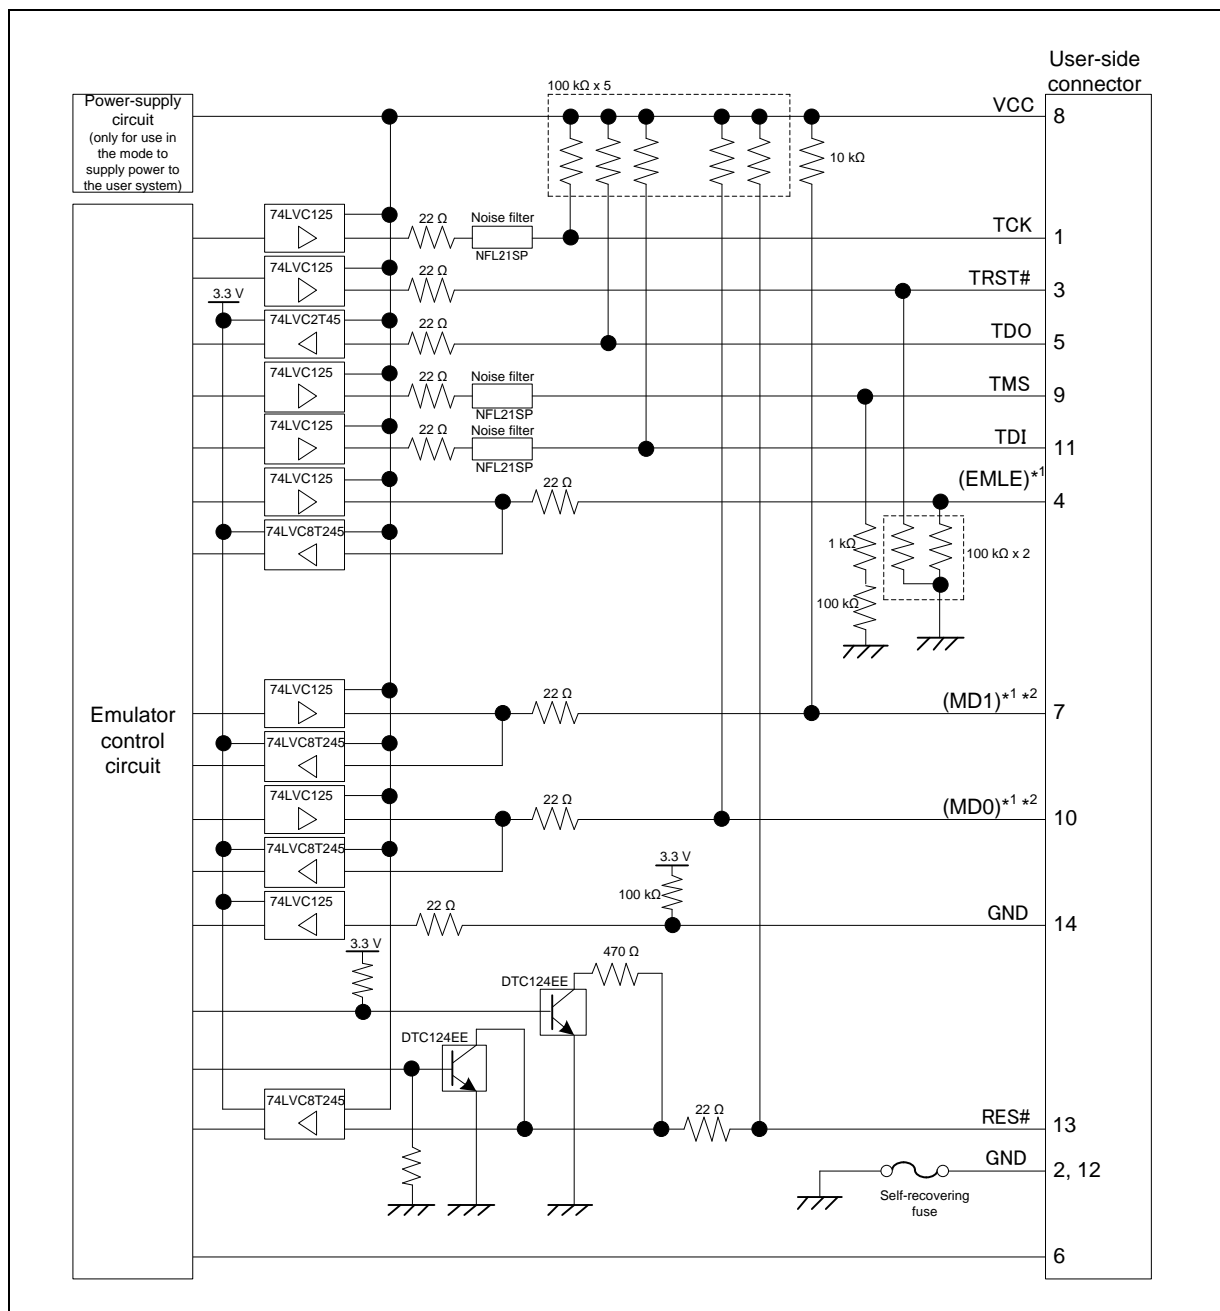 User-side
connector
100 kΩ x 5
Power-supply
circuit
(only for use in
the mode to
supply power to
the user system)
VCC
8
10 kΩ
74LVC125
22 Ω
Noise filter
NFL21SP
TCK
1
74LVC125
22 Ω
TRST#
3
3.3 V
74LVC2T45
22 Ω
TDO
5
74LVC125
22 Ω
Noise filter
NFL21SP
TMS
9
74LVC125
22 Ω
Noise filter
NFL21SP
TDI
11
74LVC125
22 Ω
(EMLE)*1
4
74LVC8T245
1 kΩ
100 kΩ x 2
100 kΩ
Emulator
control
circuit
74LVC125
22 Ω
(MD1)*1 *2
7
74LVC8T245
74LVC125
22 Ω
(MD0)*1 *2
10
74LVC8T245
3.3 V
100 kΩ
74LVC125
22 Ω
GND
14
3.3 V
470 Ω
DTC124EE
DTC124EE
74LVC8T245
22 Ω
RES#
13
GND
2, 12
Self-recovering
fuse
6